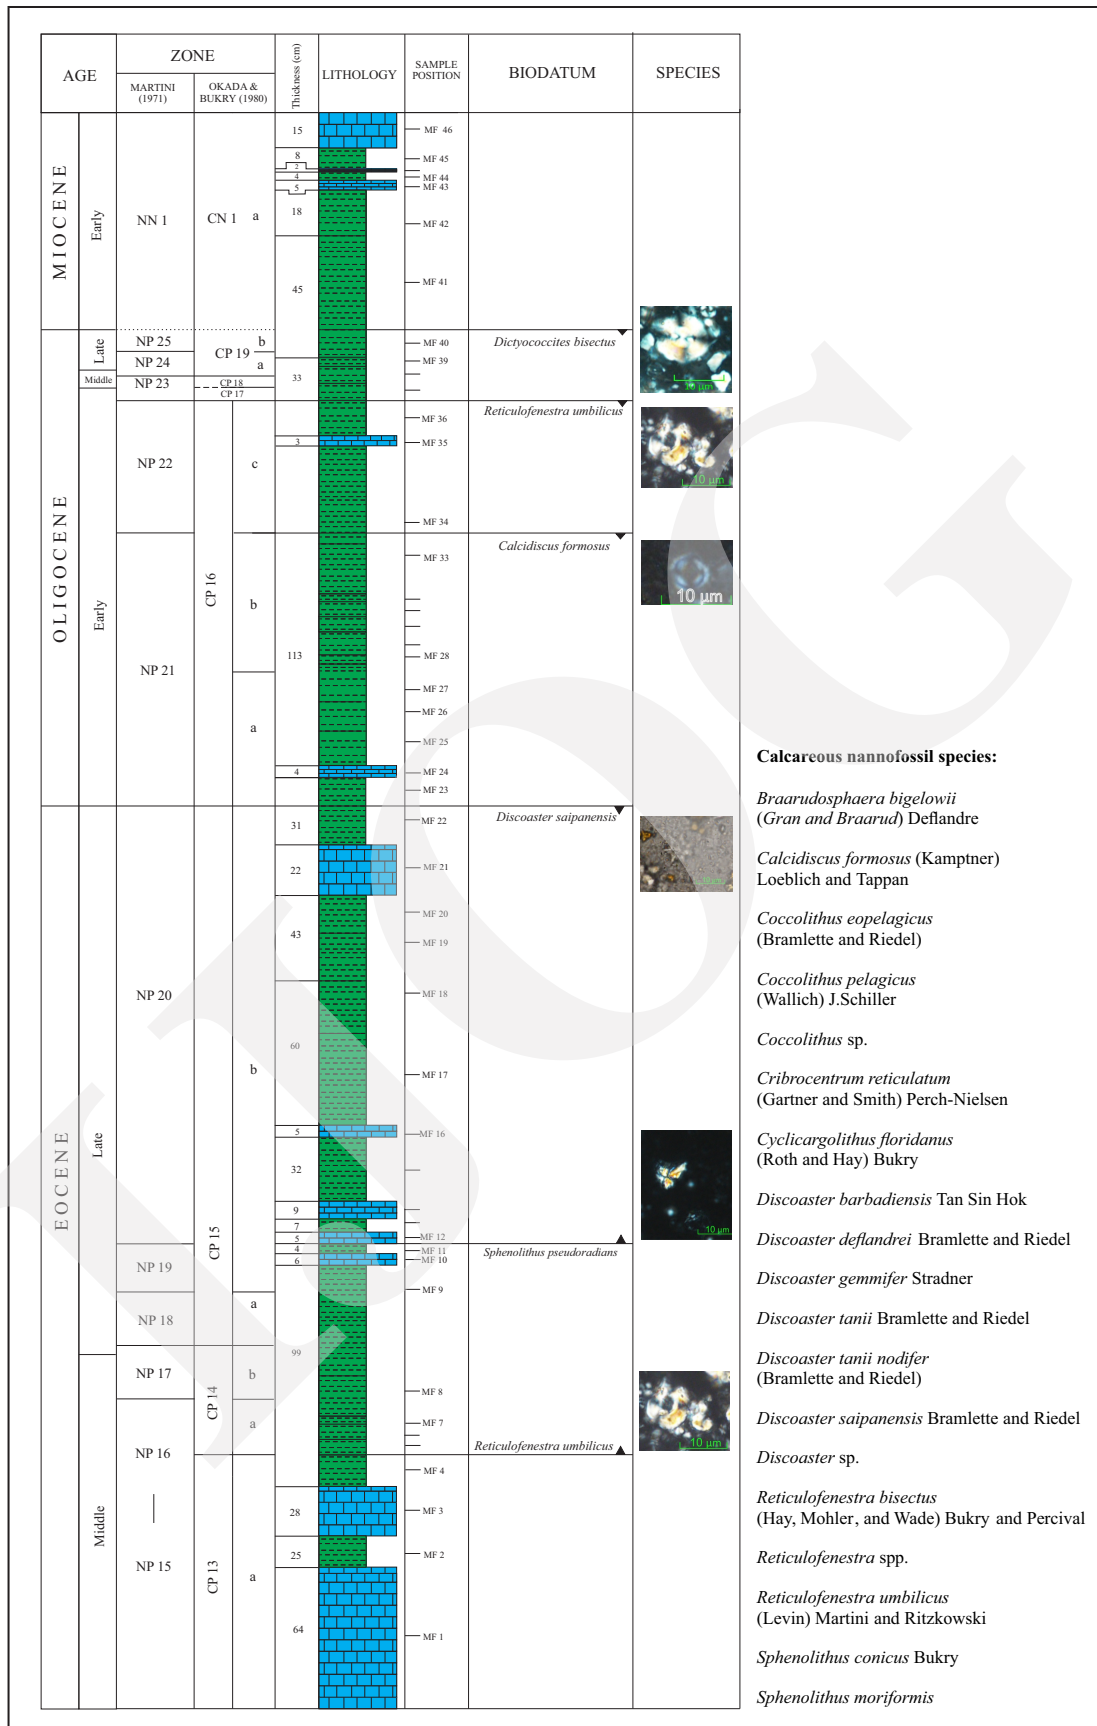 AGE
ZONE
MARTINI
(1971)
OKADA &
BUKRY (1980)
Thickness (cm)
LITHOLOGY
SAMPLE
POSITION
BIODATUM
SPECIES
MIOCENE
Early
NN 1
CN 1
a
15
8
2
4
5
18
45
MF 46
MF 45
MF 44
MF 43
MF 42
MF 41
OLIGOCENE
Late
Middle
Early
NP 25
NP 24
NP 23
CP 19
b
a
CP 18
CP 17
33
MF 40
MF 39
Dictyococcites bisectus
10 µm
NP 22
CP 16
c
3
MF 36
MF 35
MF 34
Reticulofenestra umbilicus
10 µm
NP 21
b
a
113
4
MF 33
MF 28
MF 27
MF 26
MF 25
MF 24
MF 23
Calcidiscus formosus
10 µm
EOCENE
Late
Middle
NP 20
CP 15
b
31
22
43
60
5
32
9
7
5
MF 22
MF 21
MF 20
MF 19
MF 18
MF 17
MF 16
MF 12
Discoaster saipanensis
10 µm
10 µm
NP 19
NP 18
a
4
6
99
MF 11
MF 10
MF 9
Sphenolithus pseudoradians
NP 17
CP 14
b
a
MF 8
MF 7
10 µm
NP 16
NP 15
CP 13
a
28
25
64
MF 4
MF 3
MF 2
MF 1
Reticulofenestra umbilicus
Calcareous nannofossil species:
Braarudosphaera bigelowii
(Gran and Braarud) Deflandre
Calcidiscus formosus (Kamptner)
Loeblich and Tappan
Coccolithus eopelagicus
(Bramlette and Riedel)
Coccolithus pelagicus
(Wallich) J.Schiller
Coccolithus sp.
Cribrocentrum reticulatum
(Gartner and Smith) Perch-Nielsen
Cyclicargolithus floridanus
(Roth and Hay) Bukry
Discoaster barbadiensis Tan Sin Hok
Discoaster deflandrei Bramlette and Riedel
Discoaster gemmifer Stradner
Discoaster tanii Bramlette and Riedel
Discoaster tanii nodifer
(Bramlette and Riedel)
Discoaster saipanensis Bramlette and Riedel
Discoaster sp.
Reticulofenestra bisectus
(Hay, Mohler, and Wade) Bukry and Percival
Reticulofenestra spp.
Reticulofenestra umbilicus
(Levin) Martini and Ritzkowski
Sphenolithus conicus Bukry
Sphenolithus moriformis
IJOG